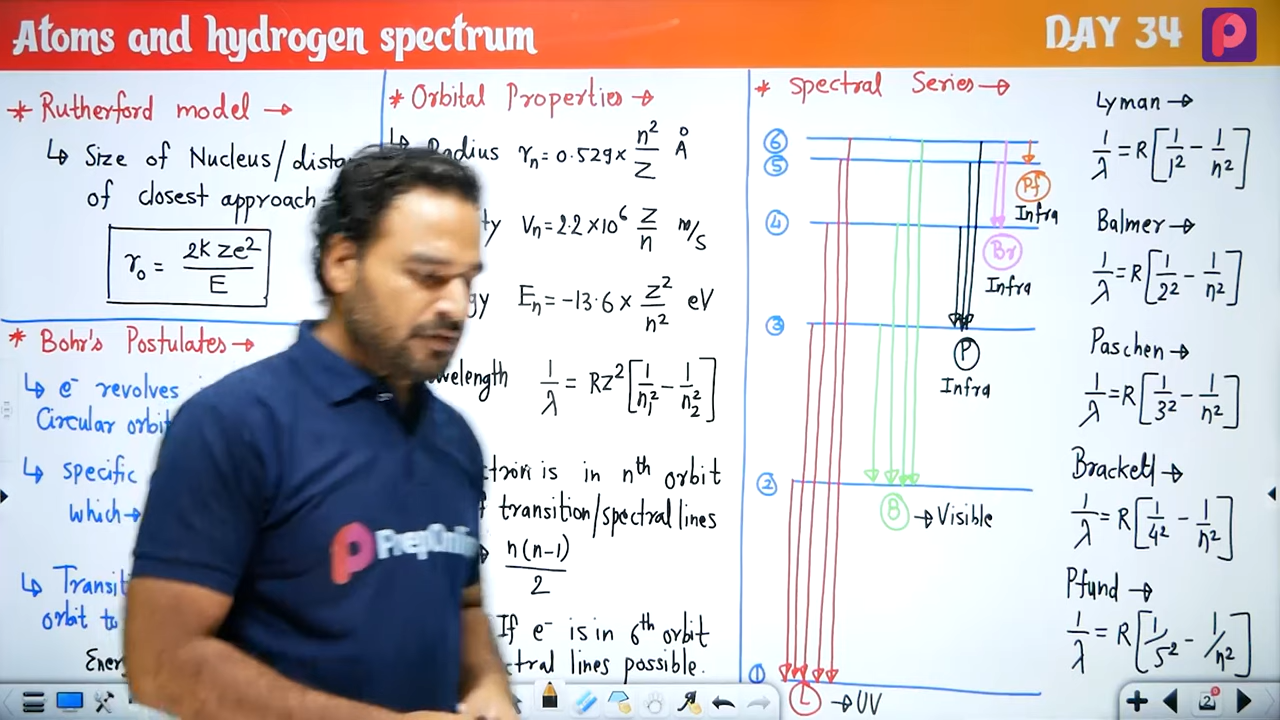 Atoms and hydrogen spectrum
DAY 34
* Rutherford model →
↳ Size of Nucleus/
of closest approach
r₀ = 2K Ze² / E
* Bohr's Postulates →
↳ e⁻ revolves
Circular
↳ specific
which →
↳
orbit
* Orbital Properties →
↳ Radius rₙ = 0.529 × n²/Z Å
Vₙ = 2.2 × 10⁶ Z/n m/s
Eₙ = -13.6 × Z²/n² eV
1/λ = RZ² [1/n₁² - 1/n₂²]
is in nth orbit
transition/spectral lines
n(n-1)/2
If e⁻ is in 6th orbit
lines possible.
PrepOnline
* Spectral Series →
⑥
⑤
Pf
Infra
④
Br
Infra
③
P
Infra
②
B → Visible
①
L → UV
Lyman →
1/λ = R [1/1² - 1/n²]
Balmer →
1/λ = R [1/2² - 1/n²]
Paschen →
1/λ = R [1/3² - 1/n²]
Brackett →
1/λ = R [1/4² - 1/n²]
Pfund →
1/λ = R [1/5² - 1/n²]
2